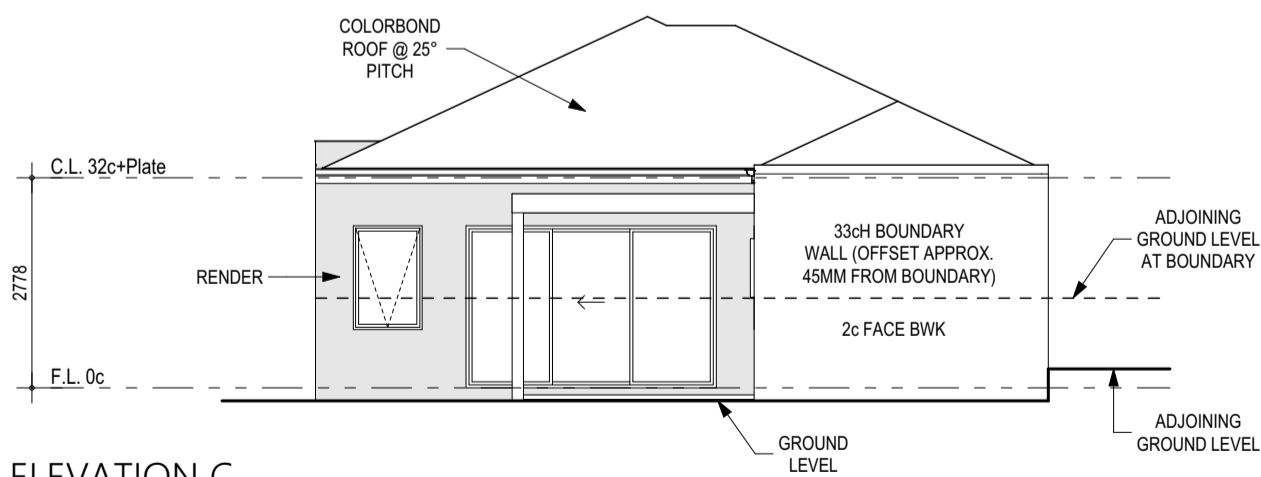 COLORBOND
ROOF @ 25°
PITCH
C.L. 32c+Plate
2778
RENDER
33cH BOUNDARY
WALL (OFFSET APPROX.
45MM FROM BOUNDARY)
2c FACE BWK
ADJOINING
GROUND LEVEL
AT BOUNDARY
F.L. 0c
GROUND
LEVEL
ADJOINING
GROUND LEVEL
ELEVATION C